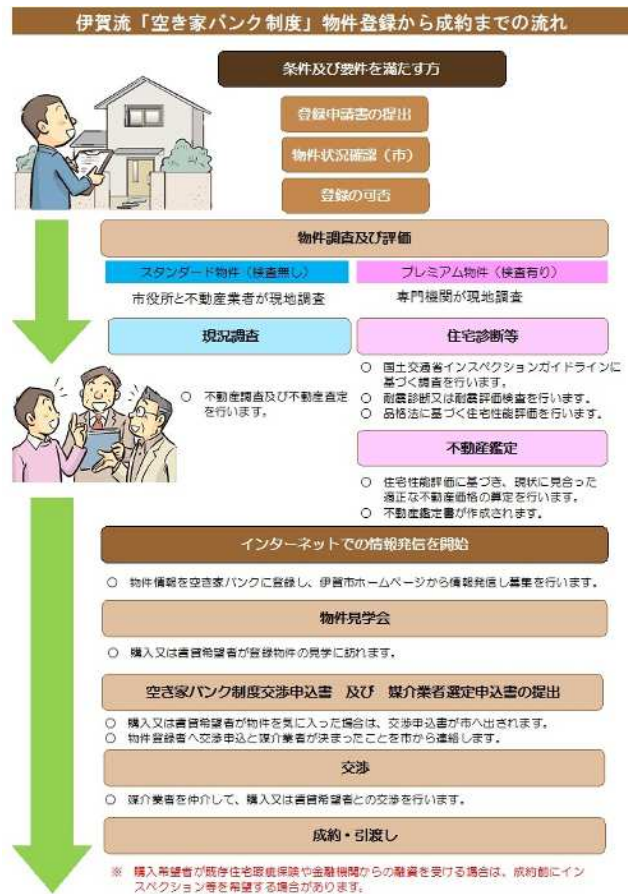 伊賀流「空き家バンク制度」物件登録から成約までの流れ
条件及び要件を満たす方
登録申請書の提出
物件状況確認（市）
登録の可否
物件調査及び評価
スタンダード物件（検査無し）
市役所と不動産業者が現地調査
現況調査
○ 不動産調査及び不動産査定
を行います。
プレミアム物件（検査有り）
専門機関が現地調査
住宅診断等
○ 国土交通省インスペクションガイドラインに
基づく調査を行います。
○ 耐震診断又は耐震評価検査を行います。
○ 品格法に基づく住宅性能評価を行います。
不動産鑑定
○ 住宅性能評価に基づき、現状に見合った
適正な不動産価格の算定を行います。
○ 不動産鑑定書が作成されます。
インターネットでの情報発信を開始
○ 物件情報を空き家バンクに登録し、伊賀市ホームページから情報発信し募集を行います。
物件見学会
○ 購入又は賃貸希望者が登録物件の見学に訪れます。
空き家バンク制度交渉申込書 及び 媒介業者選定申込書の提出
○ 購入又は賃貸希望者が物件を気に入った場合は、交渉申込書が市へ出されます。
○ 物件登録者へ交渉申込と媒介業者が決まったことを市から連絡します。
交渉
○ 媒介業者を仲介して、購入又は賃貸希望者との交渉を行います。
成約・引渡し
※ 購入希望者が既存住宅瑕疵保険や金融機関からの融資を受ける場合は、成約前にイン
スペクション等を希望する場合があります。